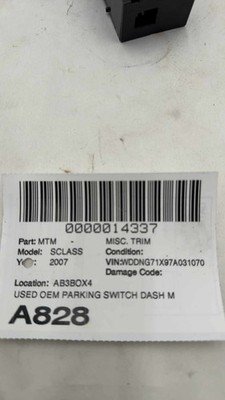 0000014337
Part: MTM - MISC. TRIM
Model: SCLASS Condition:
2007 VIN:WDDNG71X97A031070
Damage Code:
Location: AB3BOX4
USED OEM PARKING SWITCH DASH M
A828